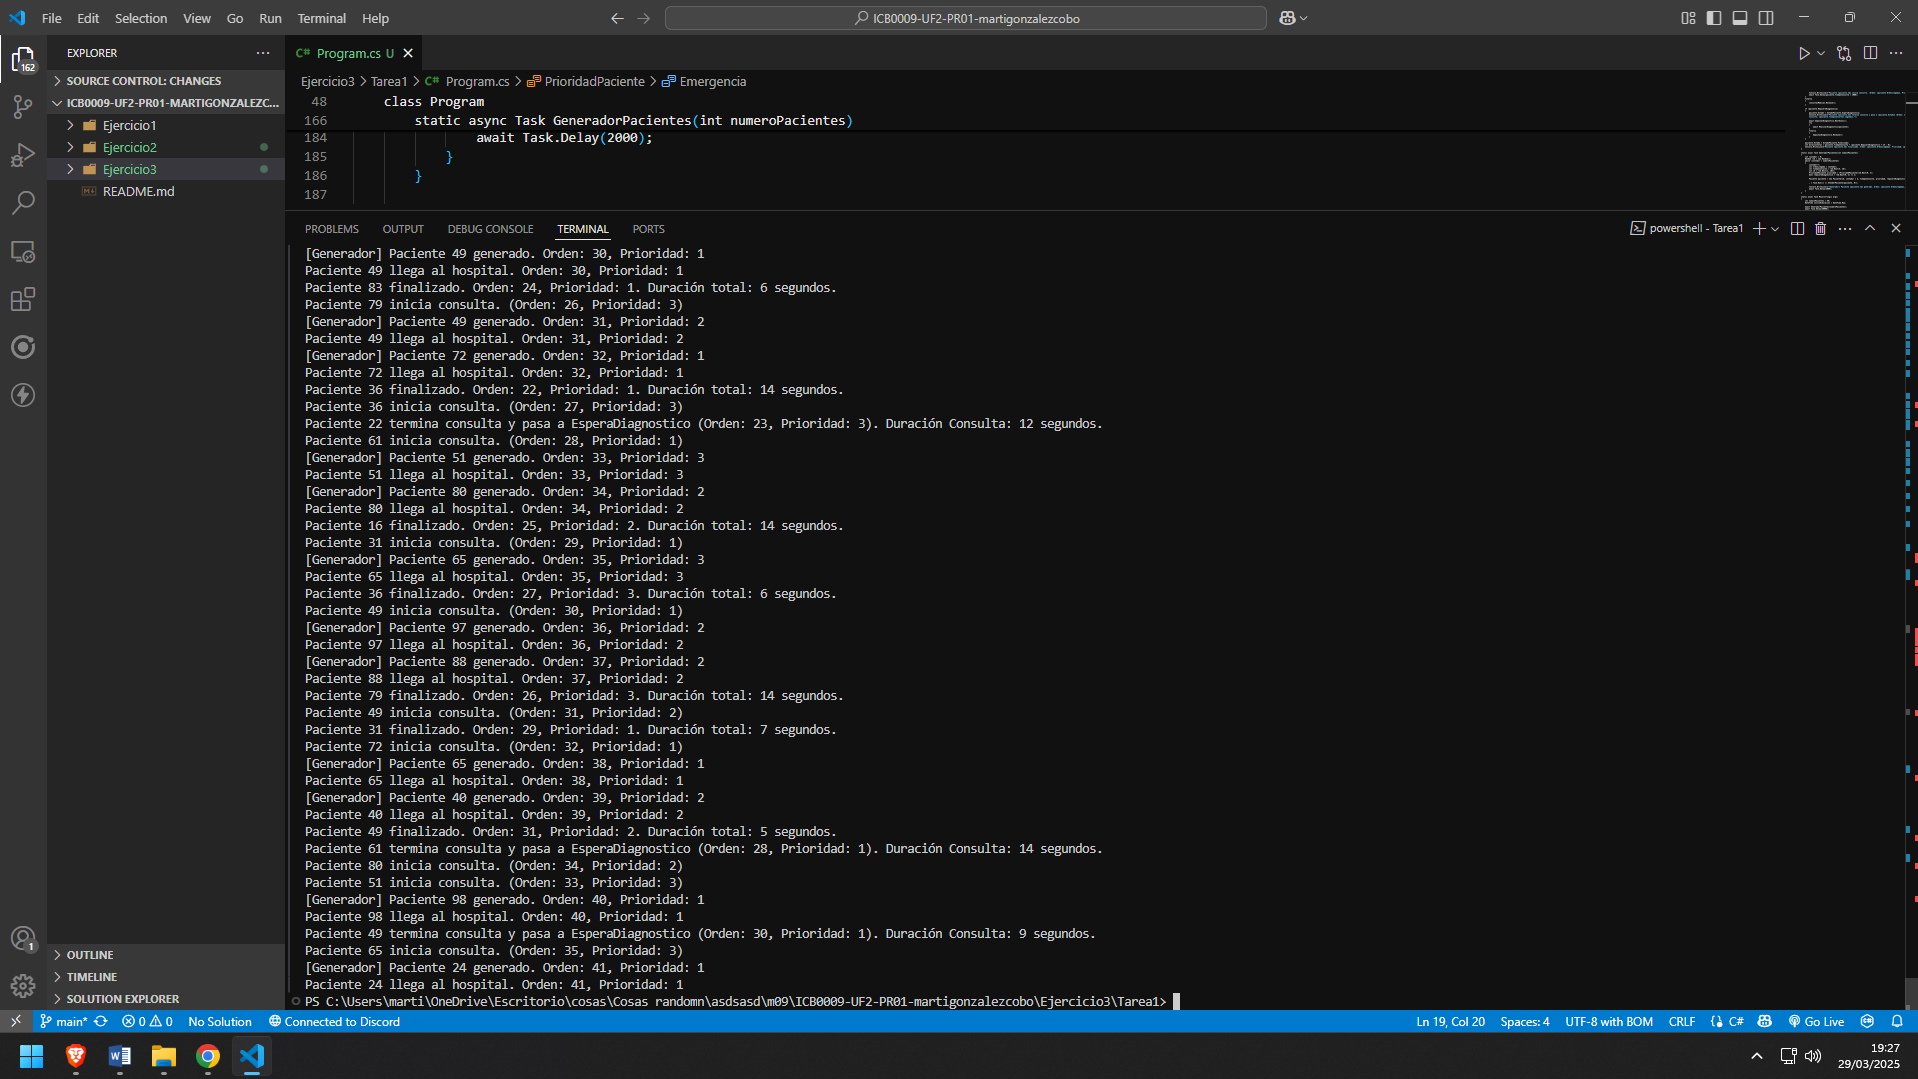 File Edit Selection View Go Run Terminal Help
ICB0009-UF2-PR01-martigonzalezcobo
EXPLORER
SOURCE CONTROL: CHANGES
ICB0009-UF2-PR01-MARTIGONZALEZC...
Ejercicio1
Ejercicio2
Ejercicio3
README.md
OUTLINE
TIMELINE
SOLUTION EXPLORER
162
1
C# Program.cs U
Ejercicio3 > Tarea1 > C# Program.cs > PrioridadPaciente > Emergencia
48 class Program
166 static async Task GeneradorPacientes(int numeroPacientes)
184 await Task.Delay(2000);
185 }
186 }
187
PROBLEMS OUTPUT DEBUG CONSOLE TERMINAL PORTS
powershell - Tarea1
[Generador] Paciente 49 generado. Orden: 30, Prioridad: 1
Paciente 49 llega al hospital. Orden: 30, Prioridad: 1
Paciente 83 finalizado. Orden: 24, Prioridad: 1. Duración total: 6 segundos.
Paciente 79 inicia consulta. (Orden: 26, Prioridad: 3)
[Generador] Paciente 49 generado. Orden: 31, Prioridad: 2
Paciente 49 llega al hospital. Orden: 31, Prioridad: 2
[Generador] Paciente 72 generado. Orden: 32, Prioridad: 1
Paciente 72 llega al hospital. Orden: 32, Prioridad: 1
Paciente 36 finalizado. Orden: 22, Prioridad: 1. Duración total: 14 segundos.
Paciente 36 inicia consulta. (Orden: 27, Prioridad: 3)
Paciente 22 termina consulta y pasa a EsperaDiagnostico (Orden: 23, Prioridad: 3). Duración Consulta: 12 segundos.
Paciente 61 inicia consulta. (Orden: 28, Prioridad: 1)
[Generador] Paciente 51 generado. Orden: 33, Prioridad: 3
Paciente 51 llega al hospital. Orden: 33, Prioridad: 3
[Generador] Paciente 80 generado. Orden: 34, Prioridad: 2
Paciente 80 llega al hospital. Orden: 34, Prioridad: 2
Paciente 16 finalizado. Orden: 25, Prioridad: 2. Duración total: 14 segundos.
Paciente 31 inicia consulta. (Orden: 29, Prioridad: 1)
[Generador] Paciente 65 generado. Orden: 35, Prioridad: 3
Paciente 65 llega al hospital. Orden: 35, Prioridad: 3
Paciente 36 finalizado. Orden: 27, Prioridad: 3. Duración total: 6 segundos.
Paciente 49 inicia consulta. (Orden: 30, Prioridad: 1)
[Generador] Paciente 97 generado. Orden: 36, Prioridad: 2
Paciente 97 llega al hospital. Orden: 36, Prioridad: 2
[Generador] Paciente 88 generado. Orden: 37, Prioridad: 2
Paciente 88 llega al hospital. Orden: 37, Prioridad: 2
Paciente 79 finalizado. Orden: 26, Prioridad: 3. Duración total: 14 segundos.
Paciente 49 inicia consulta. (Orden: 31, Prioridad: 2)
Paciente 31 finalizado. Orden: 29, Prioridad: 1. Duración total: 7 segundos.
Paciente 72 inicia consulta. (Orden: 32, Prioridad: 1)
[Generador] Paciente 65 generado. Orden: 38, Prioridad: 1
Paciente 65 llega al hospital. Orden: 38, Prioridad: 1
[Generador] Paciente 40 generado. Orden: 39, Prioridad: 2
Paciente 40 llega al hospital. Orden: 39, Prioridad: 2
Paciente 49 finalizado. Orden: 31, Prioridad: 2. Duración total: 5 segundos.
Paciente 61 termina consulta y pasa a EsperaDiagnostico (Orden: 28, Prioridad: 1). Duración Consulta: 14 segundos.
Paciente 80 inicia consulta. (Orden: 34, Prioridad: 2)
Paciente 51 inicia consulta. (Orden: 33, Prioridad: 3)
[Generador] Paciente 98 generado. Orden: 40, Prioridad: 1
Paciente 98 llega al hospital. Orden: 40, Prioridad: 1
Paciente 49 termina consulta y pasa a EsperaDiagnostico (Orden: 30, Prioridad: 1). Duración Consulta: 9 segundos.
Paciente 65 inicia consulta. (Orden: 35, Prioridad: 3)
[Generador] Paciente 24 generado. Orden: 41, Prioridad: 1
Paciente 24 llega al hospital. Orden: 41, Prioridad: 1
PS C:\Users\marti\OneDrive\Escritorio\cosas\Cosas randomn\asdsasd\m09\ICB0009-UF2-PR01-martigonzalezcobo\Ejercicio3\Tarea1>
main* 0 0 No Solution Connected to Discord Ln 19, Col 20 Spaces: 4 UTF-8 with BOM CRLF {} C# Go Live
19:27
29/03/2025